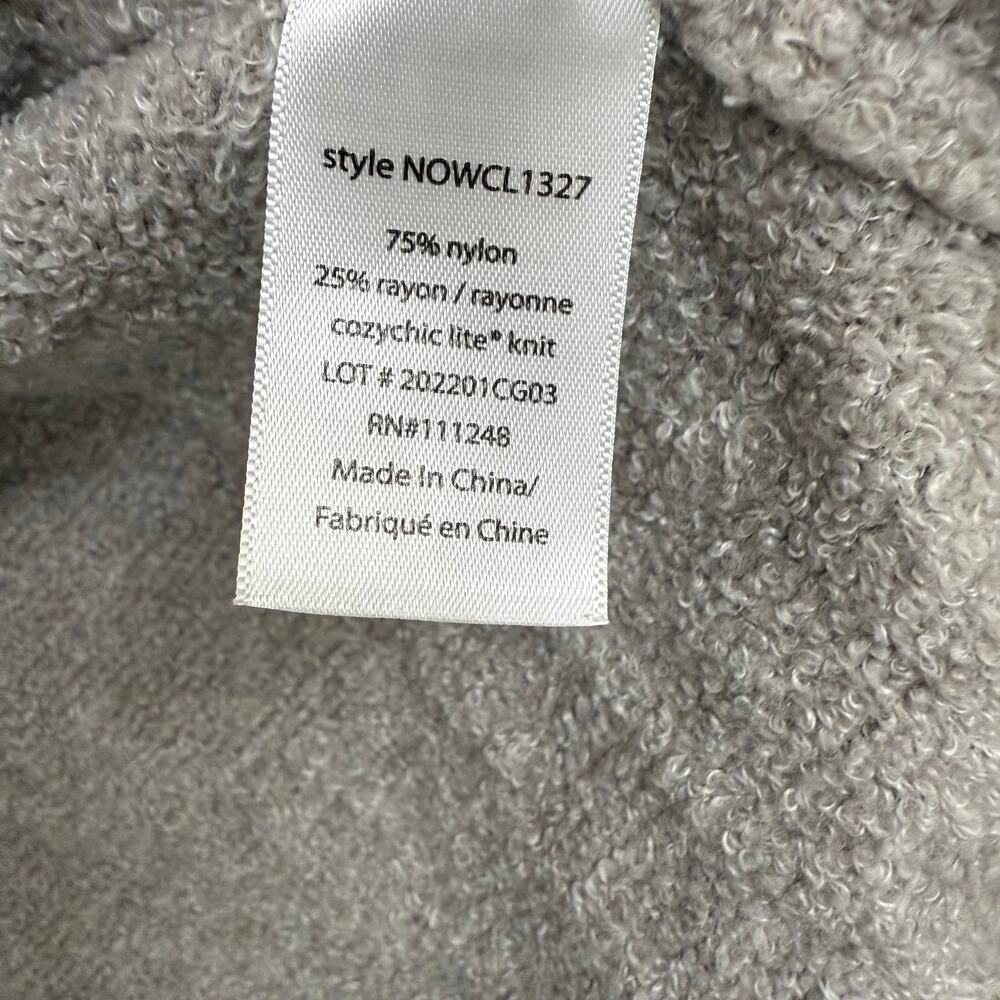 style NOWCL1327
75% nylon
25% rayon / rayonne
cozychic lite® knit
LOT # 202201CG03
RN#111248
Made In China/
Fabriqué en Chine